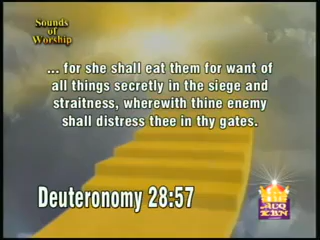 Sounds
of
Worship
... for she shall eat them for want of
all things secretly in the siege and
straitness, wherewith thine enemy
shall distress thee in thy gates.
Deuteronomy 28:57